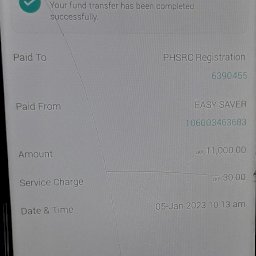 Your fund transfer has been completed
successfully.
Paid To PHSRC Registration
6390455
Paid From EASY SAVER
106003463683
Amount 11,000.00
Service Charge 30.00
Date & Time 05-Jan-2023 10:13 am